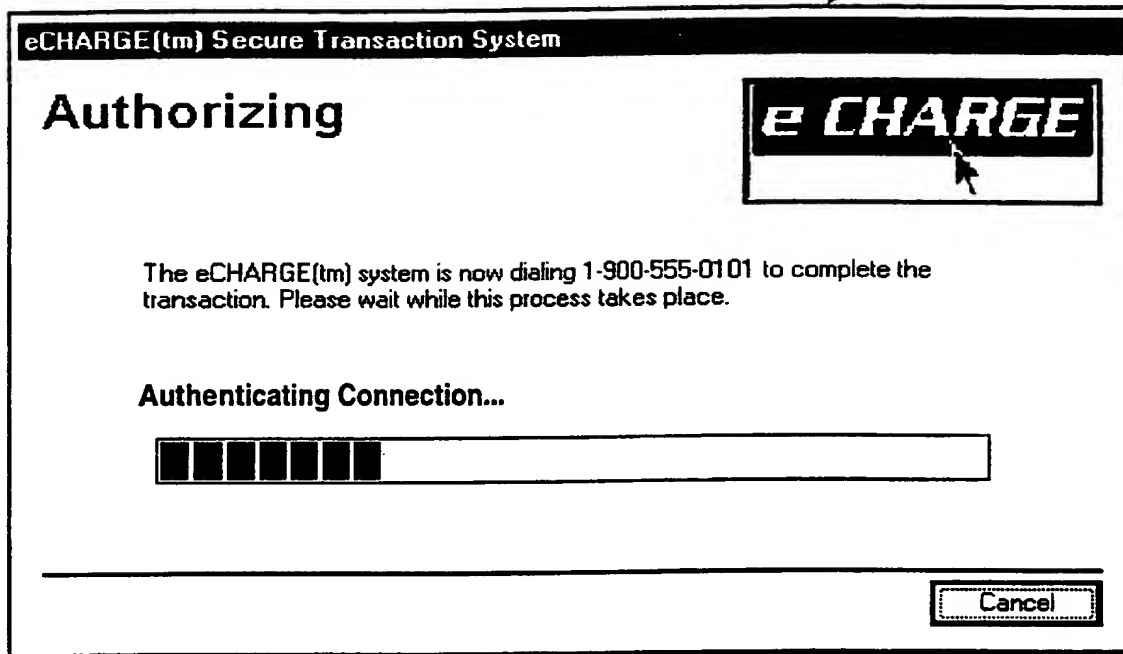 eCHARGE(tm) Secure Transaction System
Authorizing
e CHARGE
The eCHARGE(tm) system is now dialing 1-900-555-0101 to complete the
transaction. Please wait while this process takes place.
Authenticating Connection...
Cancel